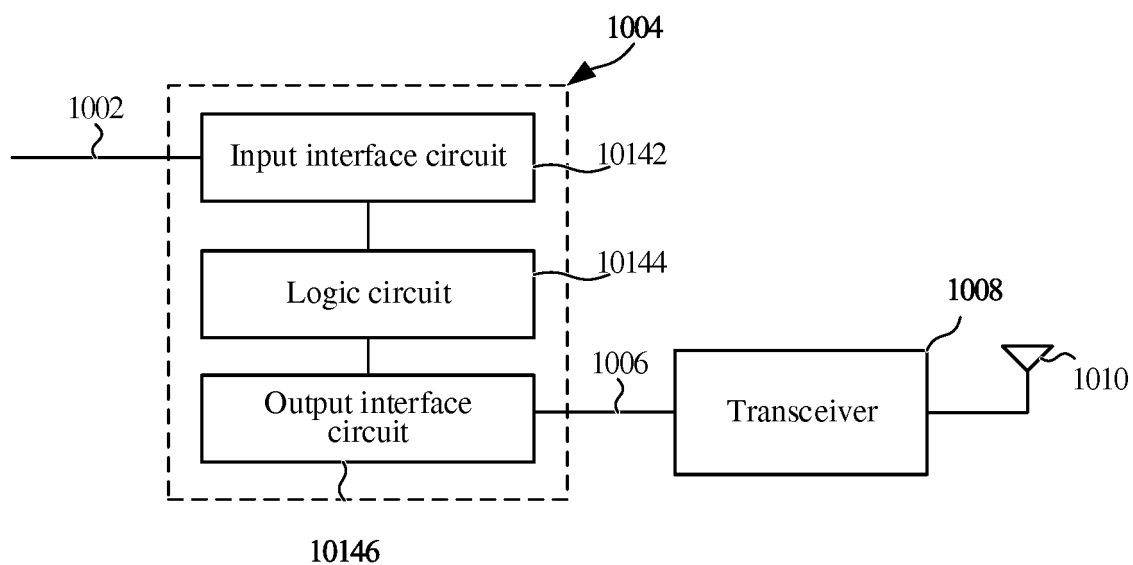 1004
1002
Input interface circuit
10142
Logic circuit
10144
1008
1006
1010
Output interface
circuit
Transceiver
10146